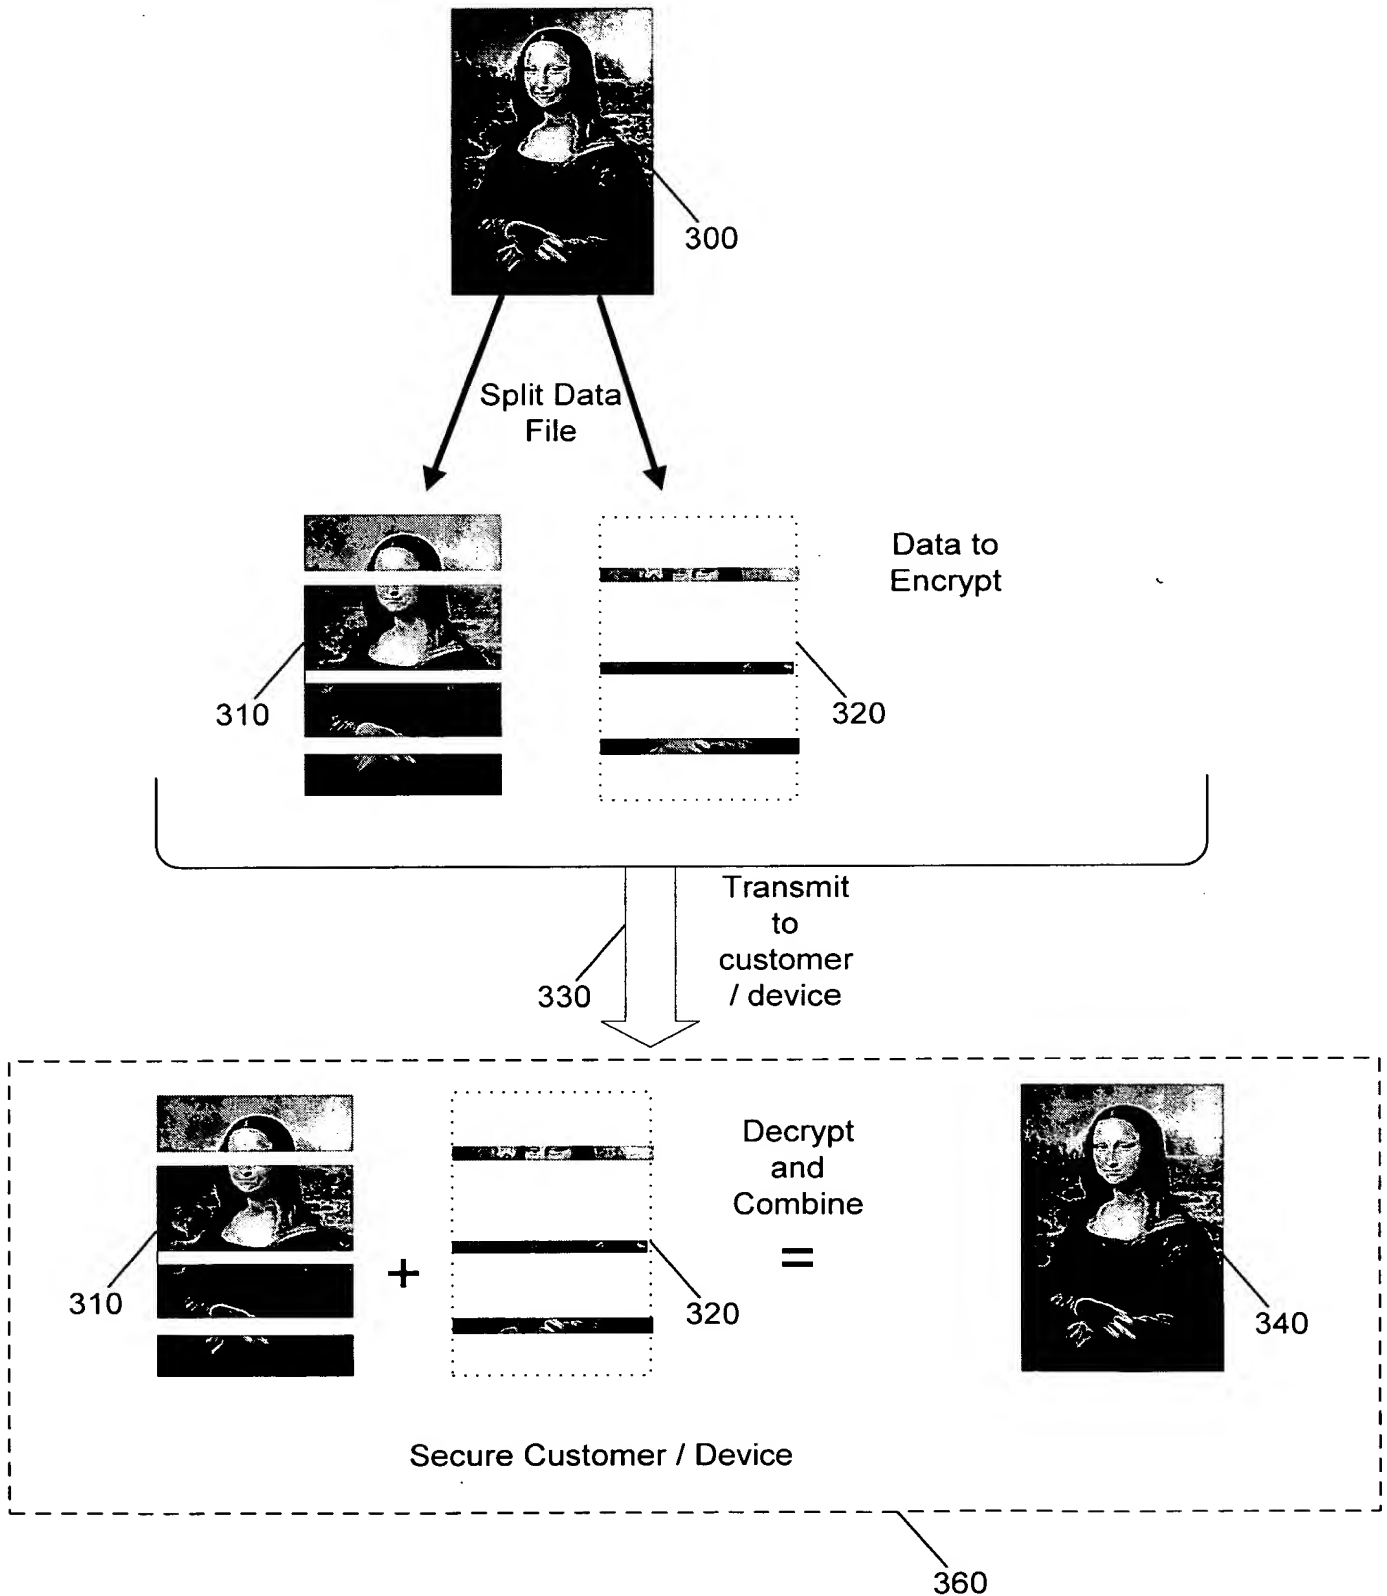 300
Split Data
File
Data to
Encrypt
310
320
Transmit
to
customer
/ device
330
Decrypt
and
Combine
+
=
310
320
340
Secure Customer / Device
360